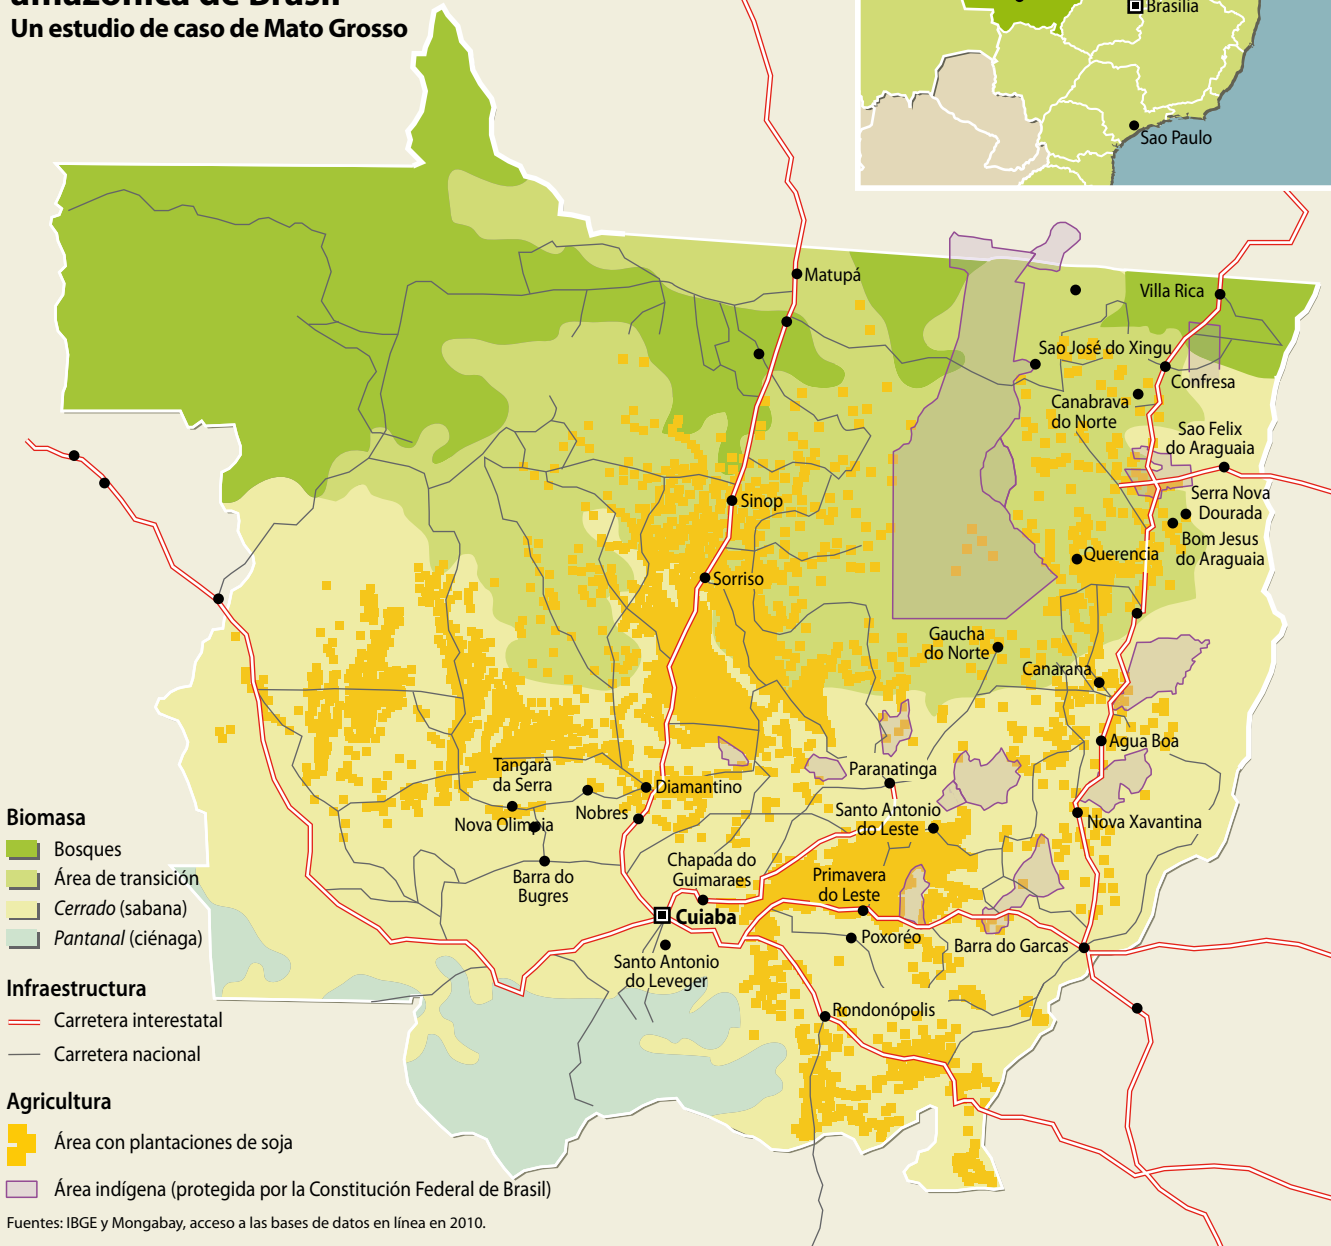 amazónica de Brasil
Un estudio de caso de Mato Grosso
Brasilia
Sao Paulo
Matupá
Villa Rica
Sao José do Xingu
Confresa
Canabrava
do Norte
Sao Felix
do Araguaia
Sinop
Serra Nova
Dourada
Bom Jesus
do Araguaia
Querencia
Sorriso
Gaucha
do Norte
Canarana
Agua Boa
Tangarà
da Serra
Diamantino
Paranatinga
Nobres
Nova Olimpia
Santo Antonio
do Leste
Nova Xavantina
Barra do
Bugres
Chapada do
Guimaraes
Primavera
do Leste
Cuiaba
Poxoréo
Barra do Garcas
Santo Antonio
do Leveger
Rondonópolis
Biomasa
Bosques
Área de transición
Cerrado (sabana)
Pantanal (ciénaga)
Infraestructura
Carretera interestatal
Carretera nacional
Agricultura
Área con plantaciones de soja
Área indígena (protegida por la Constitución Federal de Brasil)
Fuentes: IBGE y Mongabay, acceso a las bases de datos en línea en 2010.